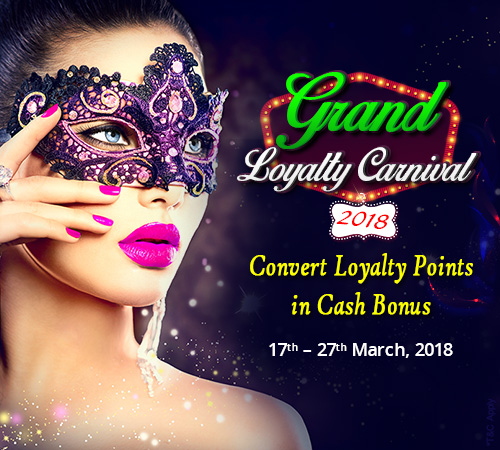 Grand
Loyalty Carnival
2018
Convert Loyalty Points
in Cash Bonus
17th – 27th March, 2018